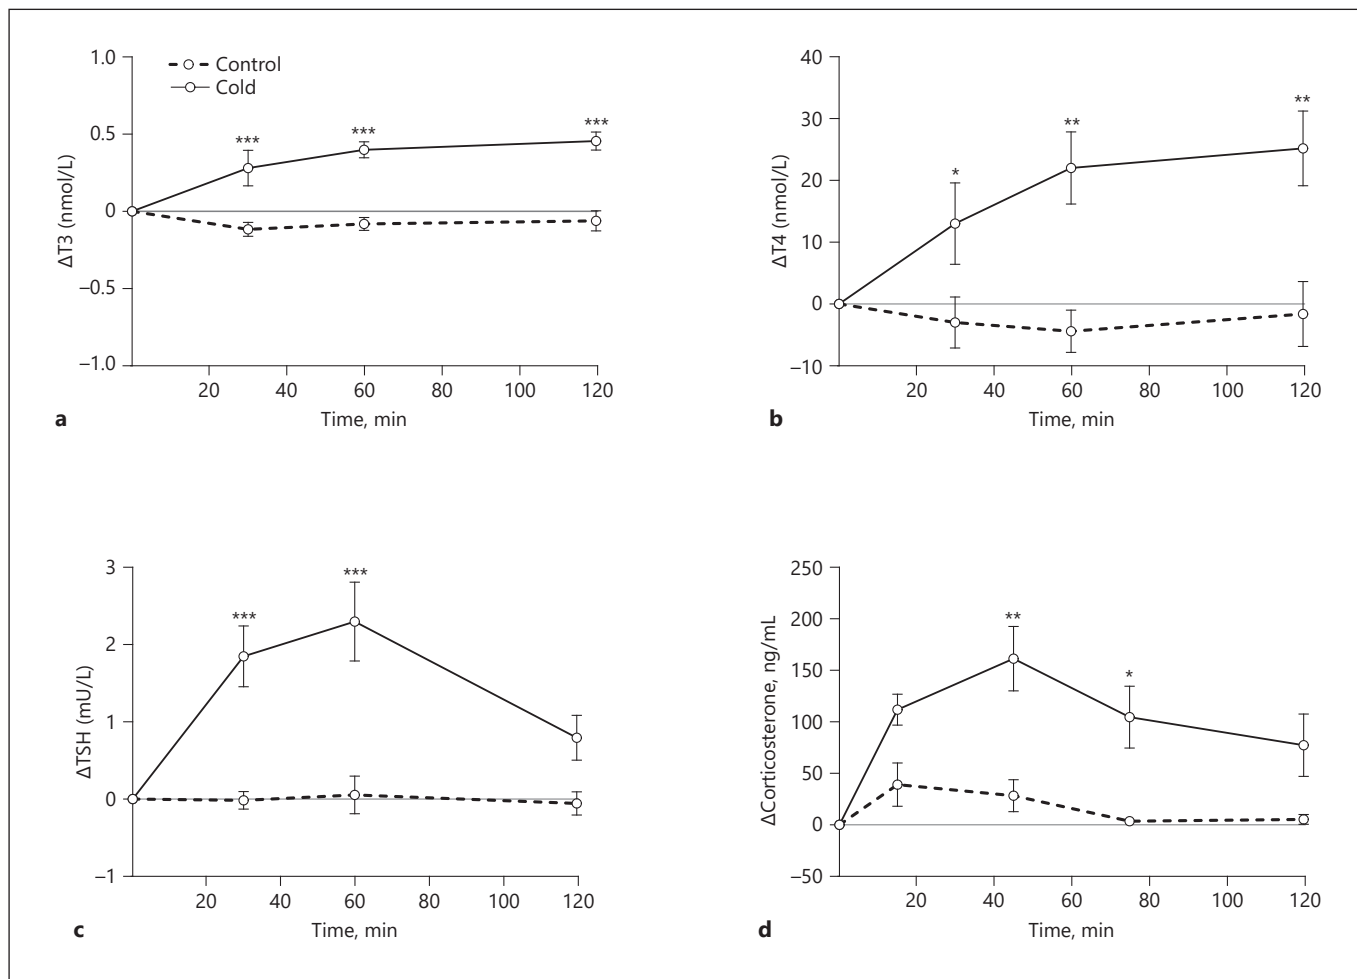 1.0
0.5
0
–0.5
–1.0
ΔT3 (nmol/L)
Control
Cold
***
***
***
20 40 60 80 100 120
Time, min
a
40
30
20
10
0
–10
ΔT4 (nmol/L)
*
**
**
20 40 60 80 100 120
Time, min
b
3
2
1
0
–1
ΔTSH (mU/L)
***
***
20 40 60 80 100 120
Time, min
c
250
200
150
100
50
0
–50
ΔCorticosterone, ng/mL
**
*
20 40 60 80 100 120
Time, min
d